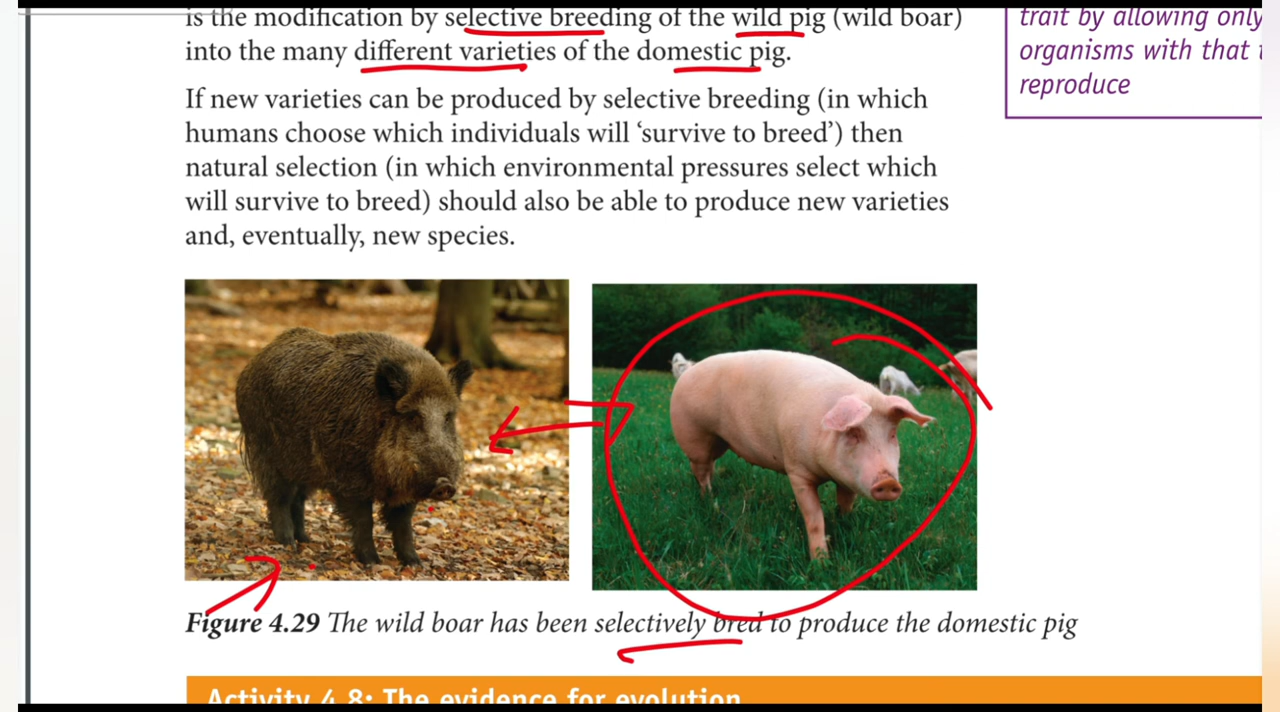 is the modification by selective breeding of the wild pig (wild boar)
into the many different varieties of the domestic pig.
If new varieties can be produced by selective breeding (in which
humans choose which individuals will ‘survive to breed’) then
natural selection (in which environmental pressures select which
will survive to breed) should also be able to produce new varieties
and, eventually, new species.
trait by allowing only
organisms with that
reproduce
Figure 4.29 The wild boar has been selectively bred to produce the domestic pig
Activity 4.8: The evidence for evolution